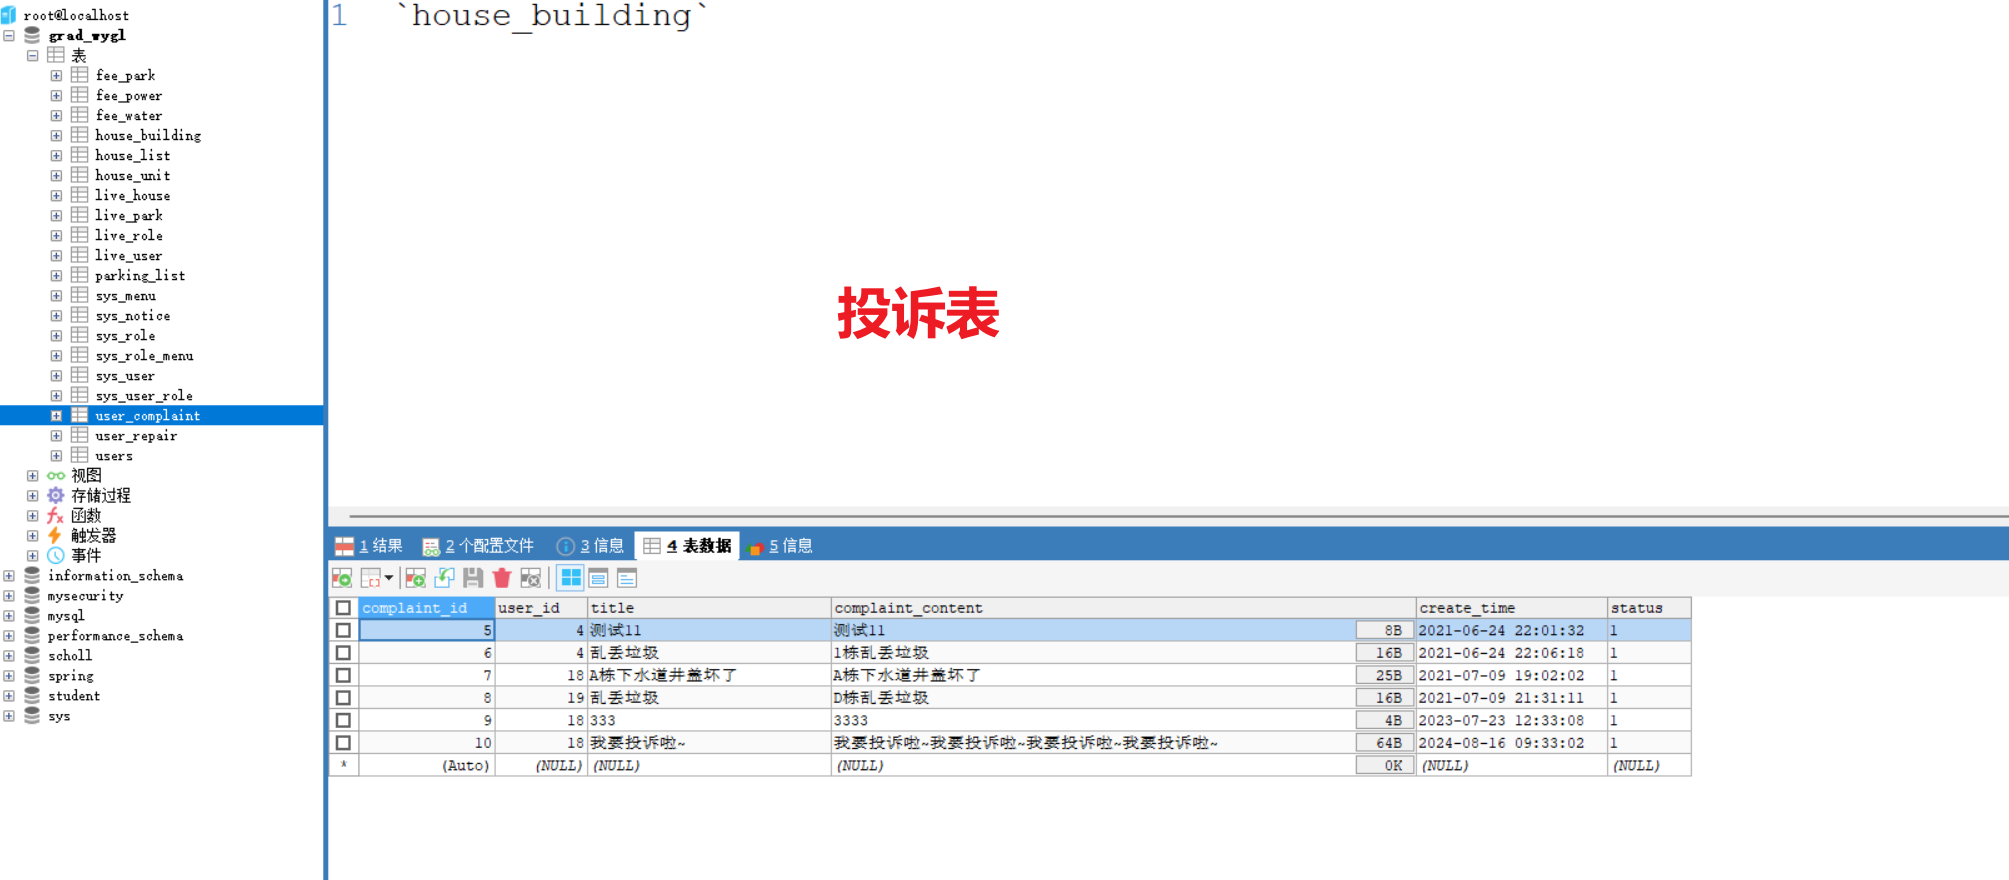 root@localhost
grad_wygl
表
fee_park
fee_power
fee_water
house_building
house_list
house_unit
live_house
live_park
live_role
live_user
parking_list
sys_menu
sys_notice
sys_role
sys_role_menu
sys_user
sys_user_role
user_complaint
user_repair
users
视图
存储过程
函数
触发器
事件
information_schema
mysecurity
mysql
performance_schema
scholl
spring
student
sys
1 `house_building`
投诉表
1 结果 2 个配置文件 3 信息 4 表数据 5 信息
complaint_id user_id title complaint_content create_time status
5 4 测试11 测试11 8B 2021-06-24 22:01:32 1
6 4 乱丢垃圾 1栋乱丢垃圾 16B 2021-06-24 22:06:18 1
7 18 A栋下水道井盖坏了 A栋下水道井盖坏了 25B 2021-07-09 19:02:02 1
8 19 乱丢垃圾 D栋乱丢垃圾 16B 2021-07-09 21:31:11 1
9 18 333 3333 4B 2023-07-23 12:33:08 1
10 18 我要投诉啦~ 我要投诉啦~我要投诉啦~我要投诉啦~我要投诉啦~ 64B 2024-08-16 09:33:02 1
* (Auto) (NULL) (NULL) (NULL) 0K (NULL) (NULL)